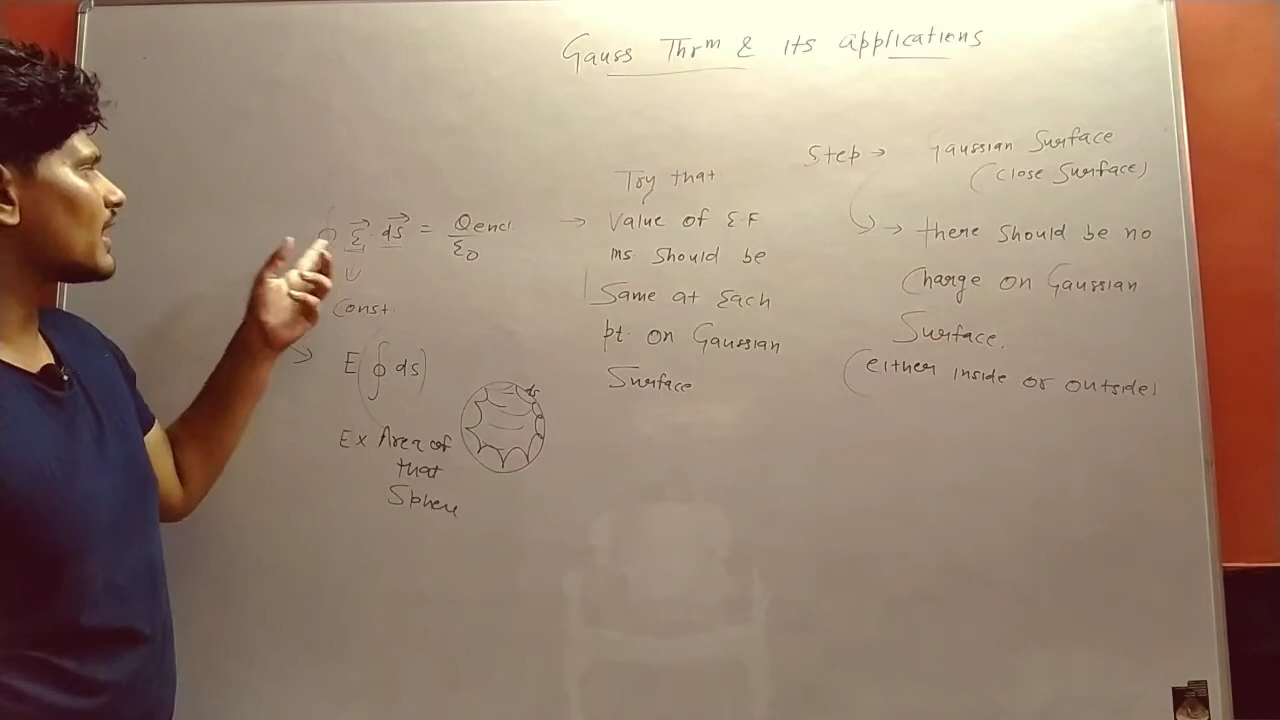 Gauss Thrm & its applications
Step → Gaussian Surface
(Close Surface)
→ there should be no
Charge on Gaussian
Surface.
(either inside or outside)
Try that
→ Value of E.F
ms. should be
Same at Each
pt. on Gaussian
Surface
∮ E⃗ · ds⃗ = Qencl. / ε0
Const.
E (∮ ds)
ds
Ex Area of
that
Sphere